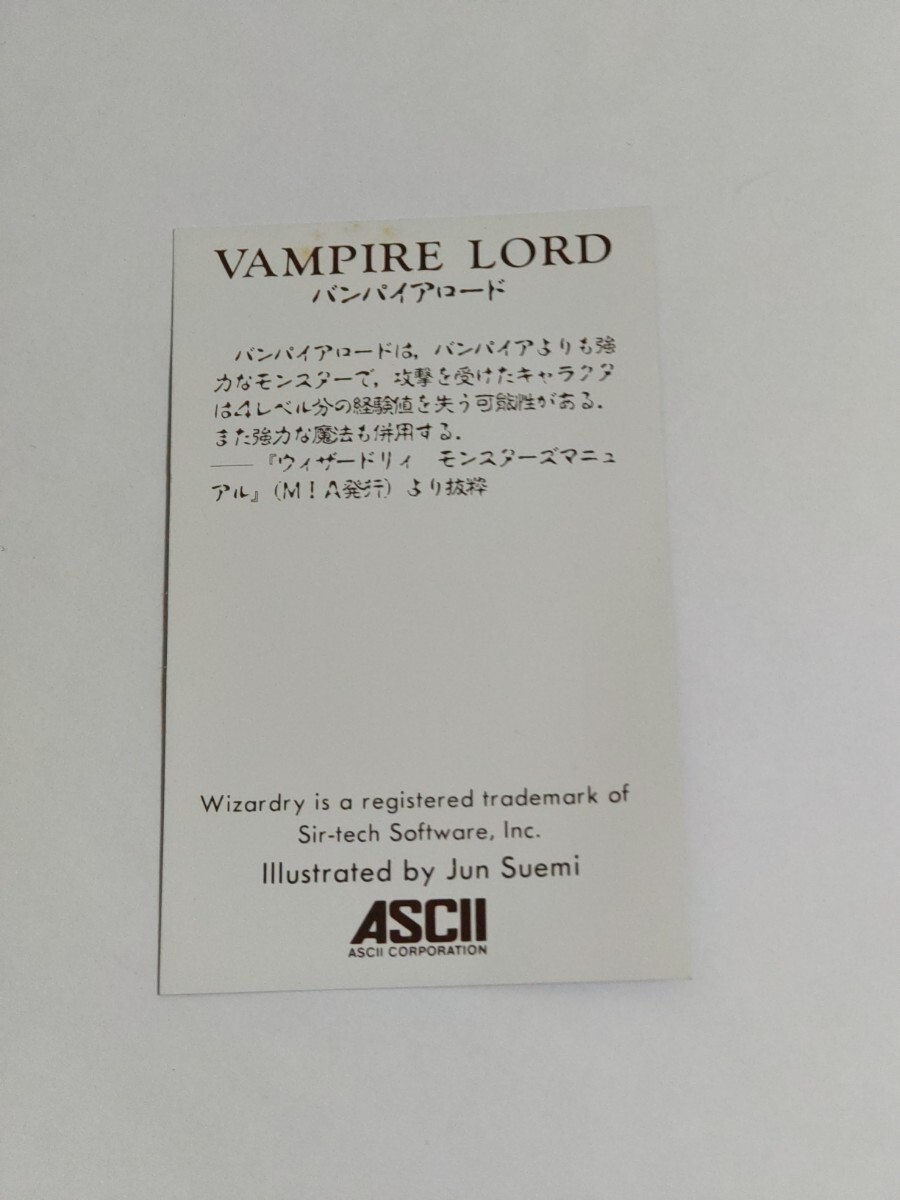 VAMPIRE LORD
バンパイアロード
バンパイアロードは，バンパイアよりも強
力なモンスターで，攻撃を受けたキャラクタ
は4レベル分の経験値を失う可能性がある．
また強力な魔法も併用する．
——『ウィザードリィ　モンスターズマニュ
アル』（MIA発行）より抜粋
Wizardry is a registered trademark of
Sir-tech Software, Inc.
Illustrated by Jun Suemi
ASCII
ASCII CORPORATION